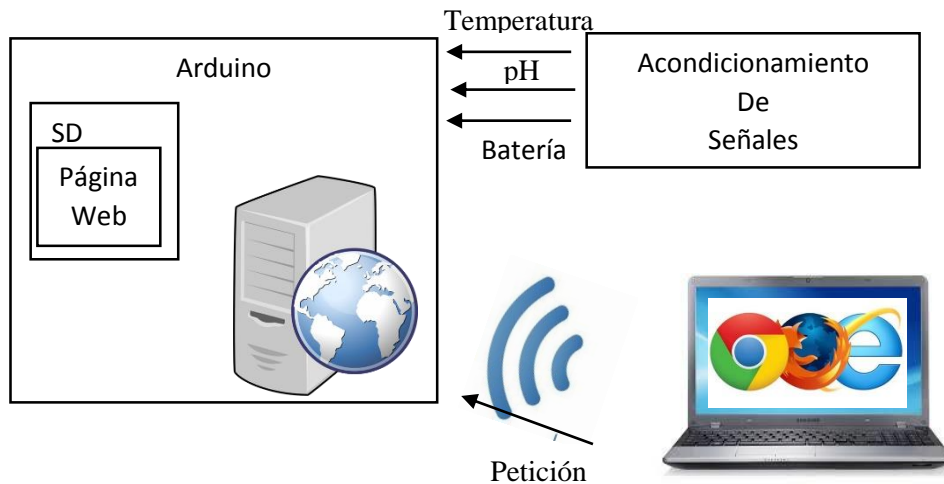 Temperatura
Arduino
pH
Batería
Acondicionamiento
De
Señales
SD
Página
Web
Petición